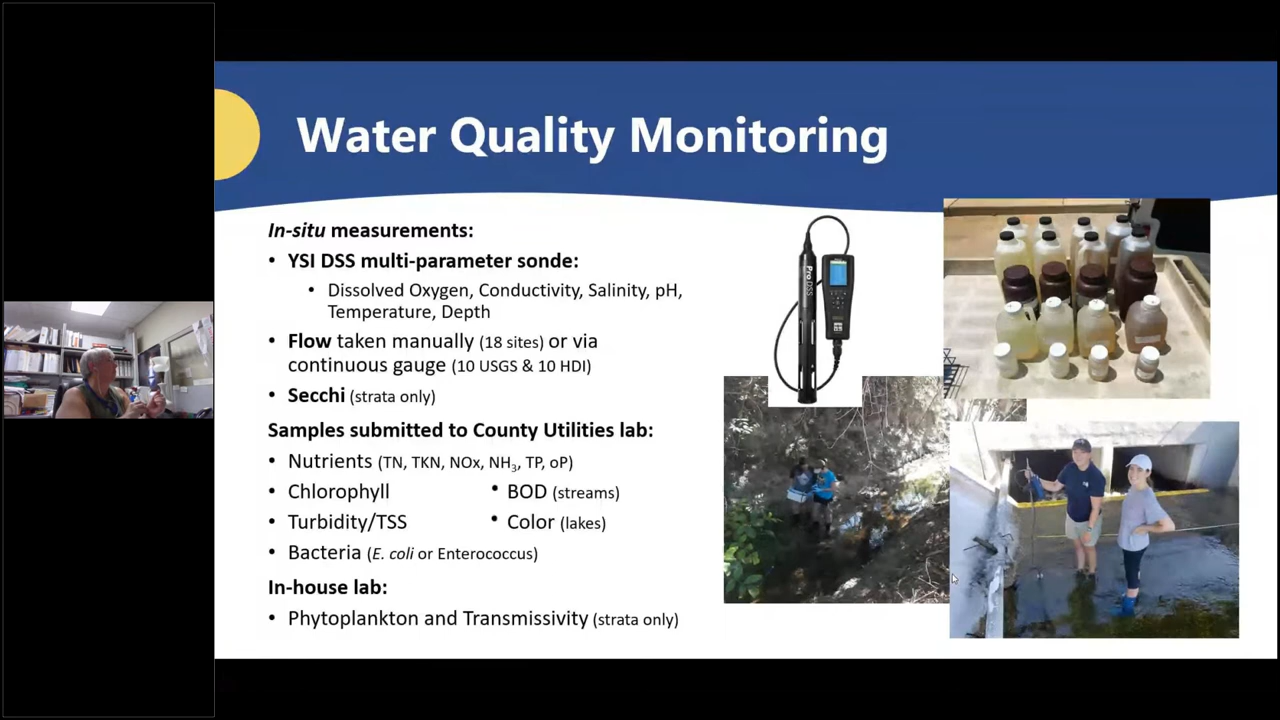 Water Quality Monitoring
In-situ measurements:
• YSI DSS multi-parameter sonde:
• Dissolved Oxygen, Conductivity, Salinity, pH,
Temperature, Depth
• Flow taken manually (18 sites) or via
continuous gauge (10 USGS & 10 HDI)
• Secchi (strata only)
Samples submitted to County Utilities lab:
• Nutrients (TN, TKN, NOx, NH₃, TP, oP)
• Chlorophyll • BOD (streams)
• Turbidity/TSS • Color (lakes)
• Bacteria (E. coli or Enterococcus)
In-house lab:
• Phytoplankton and Transmissivity (strata only)
ProDSS